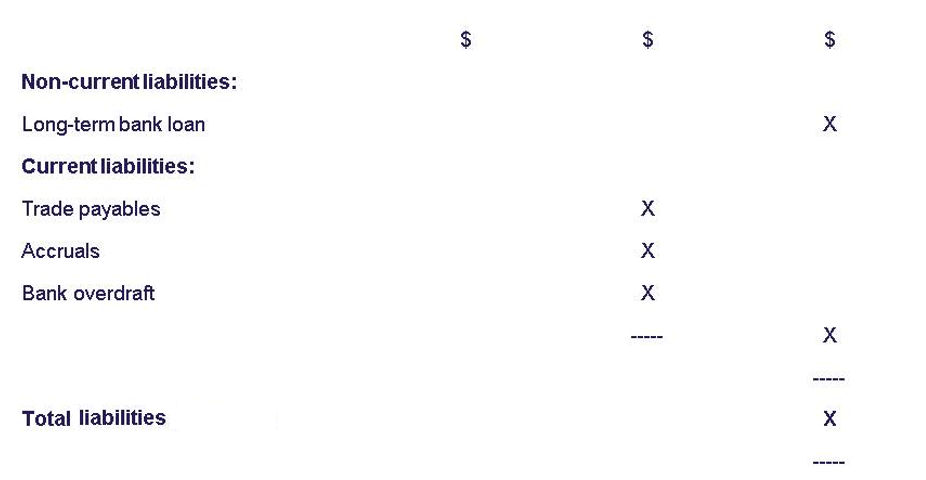 $ $ $
Non-current liabilities:
Long-term bank loan X
Current liabilities:
Trade payables X
Accruals X
Bank overdraft X
----- X
-----
Total liabilities X
-----